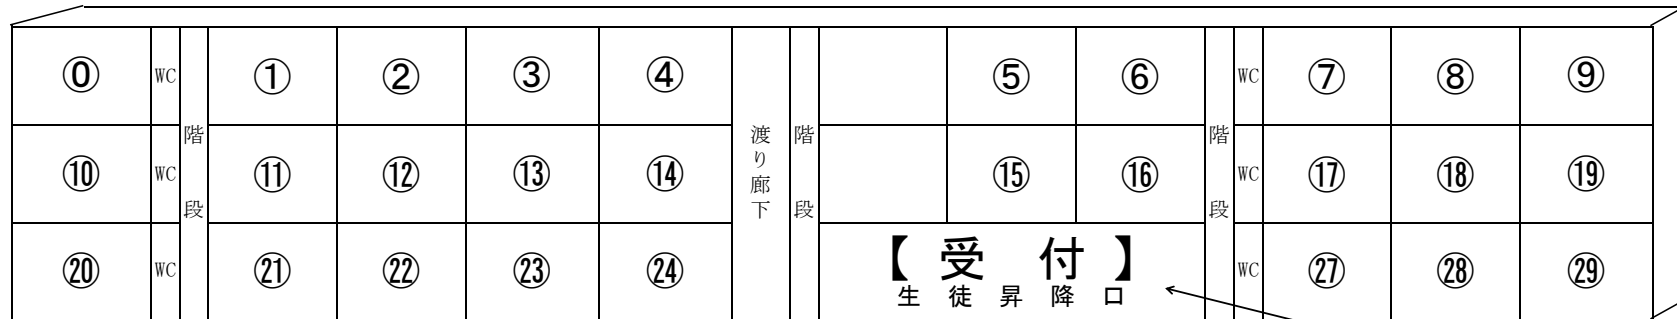 ⓪ WC ① ② ③ ④ ⑤ ⑥ WC ⑦ ⑧ ⑨
階段 渡り廊下 階段 階段
⑩ WC ⑪ ⑫ ⑬ ⑭ ⑮ ⑯ WC ⑰ ⑱ ⑲
⑳ WC ㉑ ㉒ ㉓ ㉔ 【受付】 WC ㉗ ㉘ ㉙
生徒昇降口